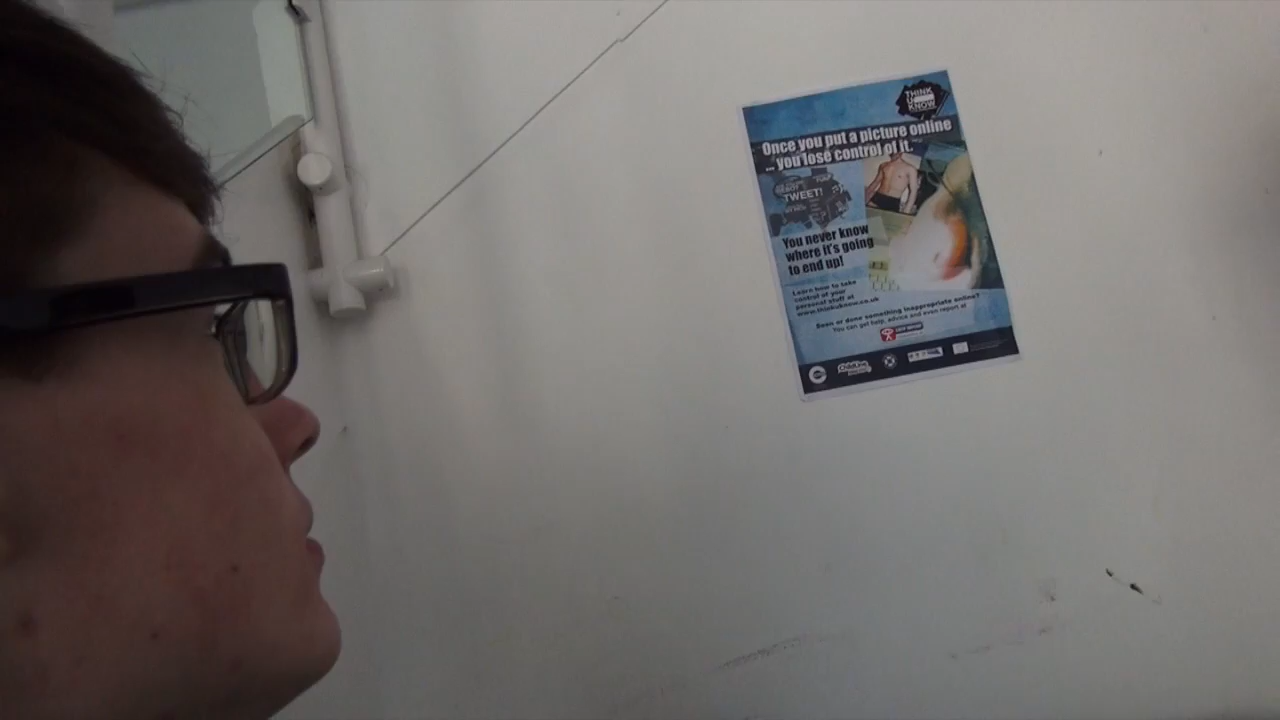 THINK
U
KNOW
Once you put a picture online
... you lose control of it.
TWEET!
You never know
where it's going
to end up!
Learn how to take
control of your
personal stuff at
www.thinkuknow.co.uk
Seen or done something inappropriate online?
You can get help, advice and even report at